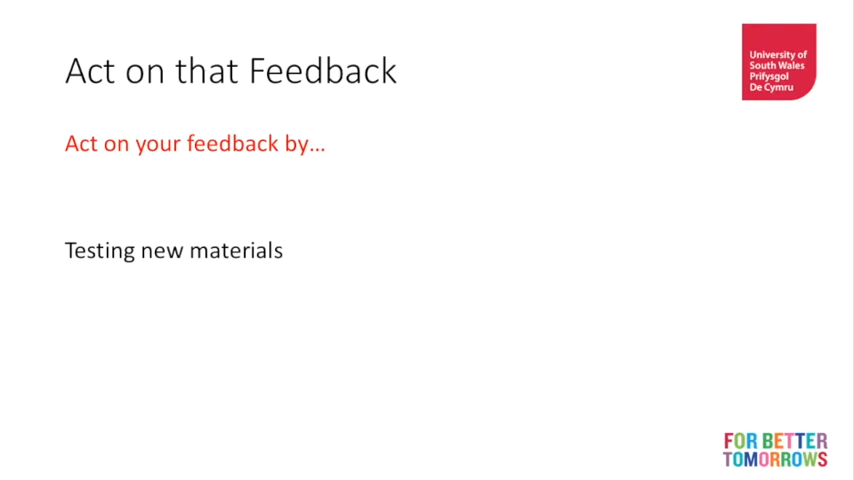 Act on that Feedback
University of
South Wales
Prifysgol
De Cymru
Act on your feedback by...
Testing new materials
FOR BETTER
TOMORROWS